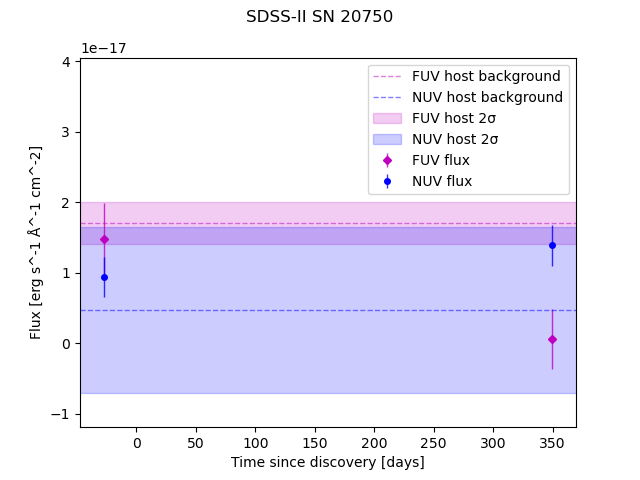 SDSS-II SN 20750
1e−17
4
3
2
1
0
−1
Flux [erg s^-1 Å^-1 cm^-2]
FUV host background
NUV host background
FUV host 2σ
NUV host 2σ
FUV flux
NUV flux
0 50 100 150 200 250 300 350
Time since discovery [days]